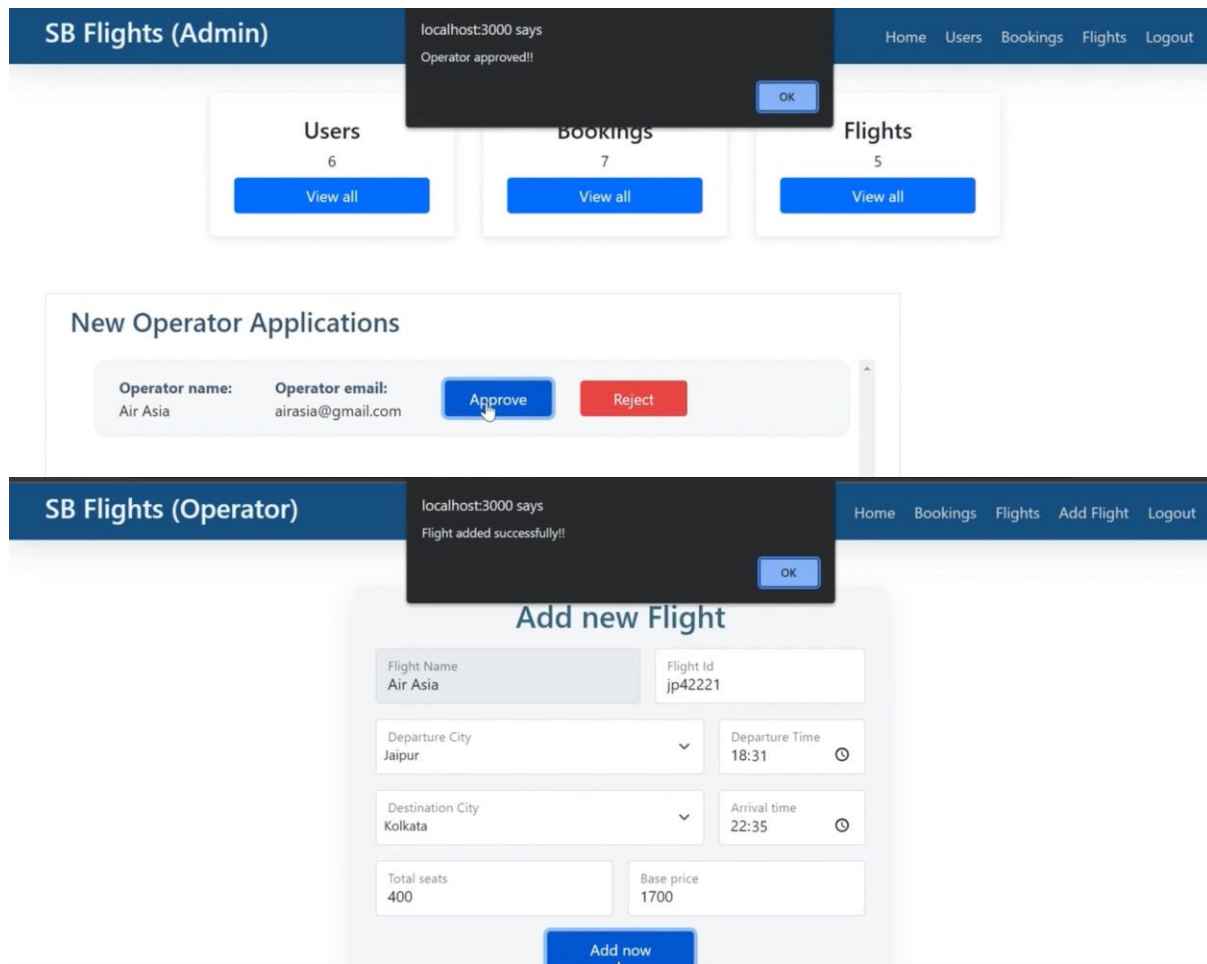 SB Flights (Admin)
localhost:3000 says
Operator approved!!
OK
Home Users Bookings Flights Logout
Users
6
View all
Bookings
7
View all
Flights
5
View all
New Operator Applications
Operator name:
Air Asia
Operator email:
airasia@gmail.com
Approve
Reject
SB Flights (Operator)
localhost:3000 says
Flight added successfully!!
OK
Home Bookings Flights Add Flight Logout
Add new Flight
Flight Name
Air Asia
Flight Id
jp42221
Departure City
Jaipur
Departure Time
18:31
Destination City
Kolkata
Arrival time
22:35
Total seats
400
Base price
1700
Add now